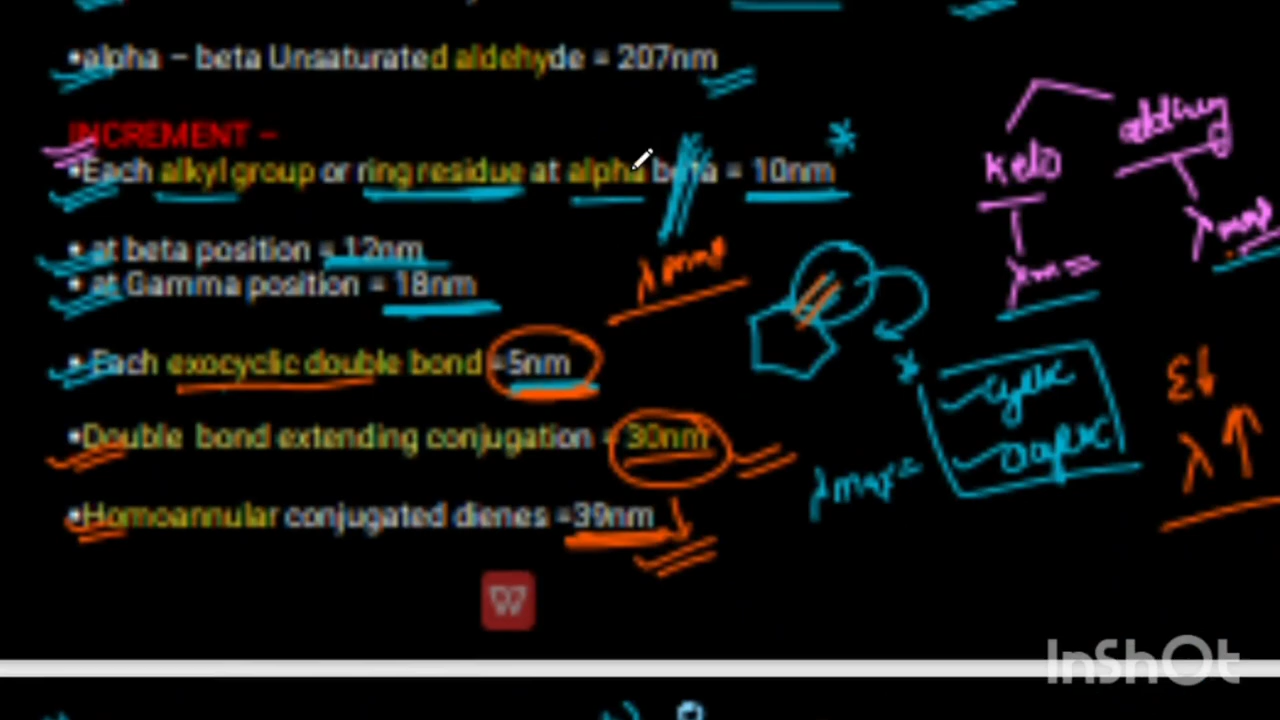 •alpha – beta Unsaturated aldehyde = 207nm
INCREMENT –
•Each alkyl group or ring residue at alpha beta = 10nm
• at beta position = 12nm
• at Gamma position = 18nm
• Each exocyclic double bond =5nm
•Double bond extending conjugation = 30nm
•Homoannular conjugated dienes =39nm
keto
λmax
λmax
λmax=
cyclic
ε↓
λ↑
W
InShOt